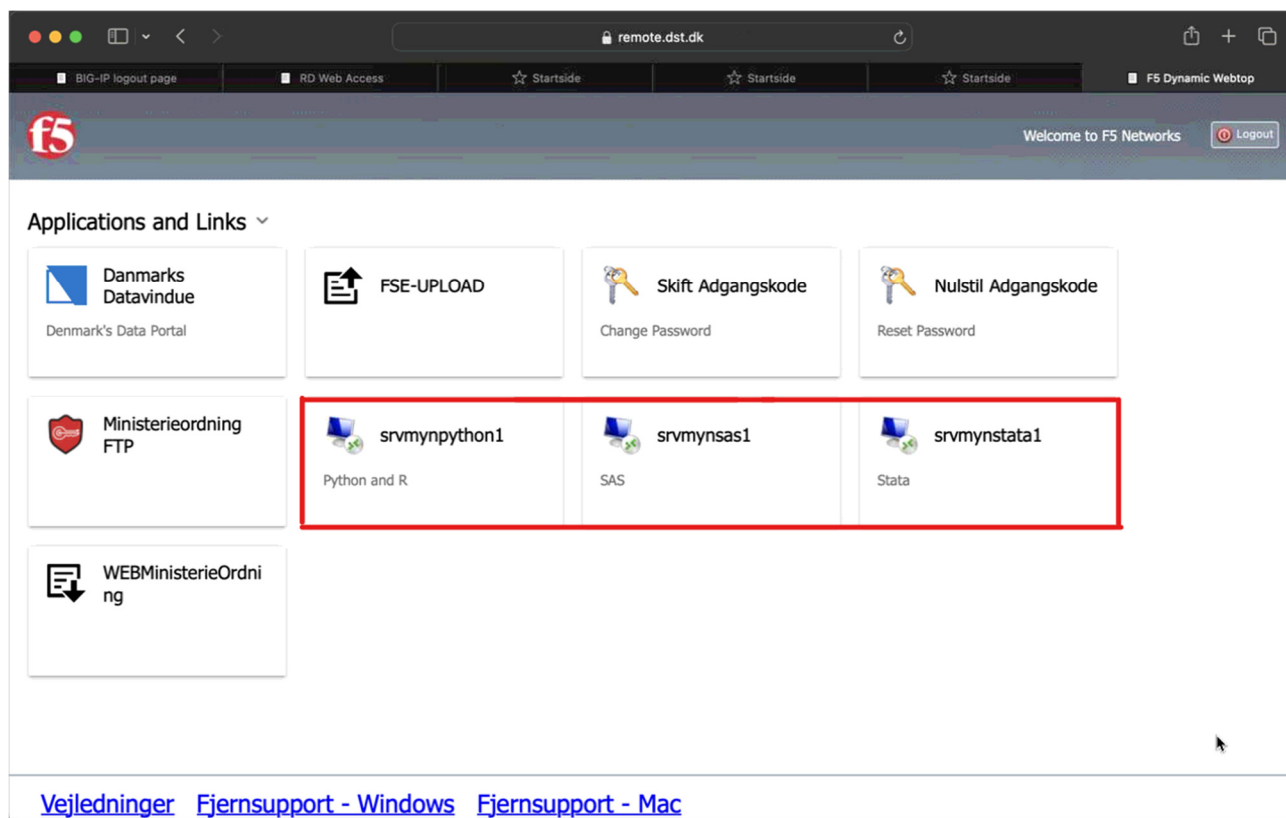 remote.dst.dk
BIG-IP logout page
RD Web Access
Startside
Startside
Startside
F5 Dynamic Webtop
f5
Welcome to F5 Networks
Logout
Applications and Links
Danmarks
Datavindue
Denmark's Data Portal
FSE-UPLOAD
Skift Adgangskode
Change Password
Nulstil Adgangskode
Reset Password
Ministerieordning
FTP
srvmynpython1
Python and R
srvmynsas1
SAS
srvmynstata1
Stata
WEBMinisterieOrdni
ng
Vejledninger Fjernsupport - Windows Fjernsupport - Mac